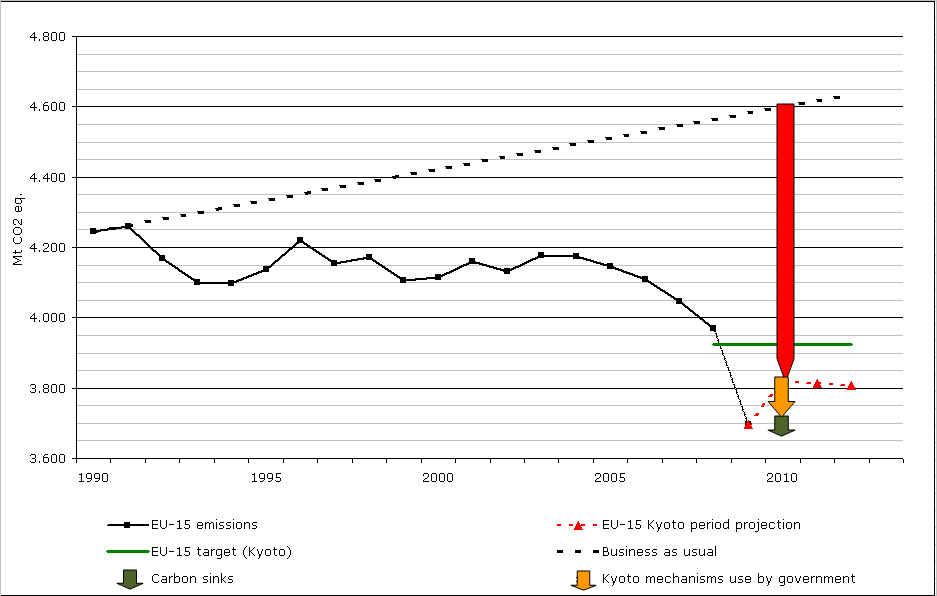 4.800
4.600
4.400
4.200
4.000
3.800
3.600
Mt CO2 eq.
1990 1995 2000 2005 2010
EU-15 emissions EU-15 Kyoto period projection
EU-15 target (Kyoto) Business as usual
Carbon sinks Kyoto mechanisms use by government